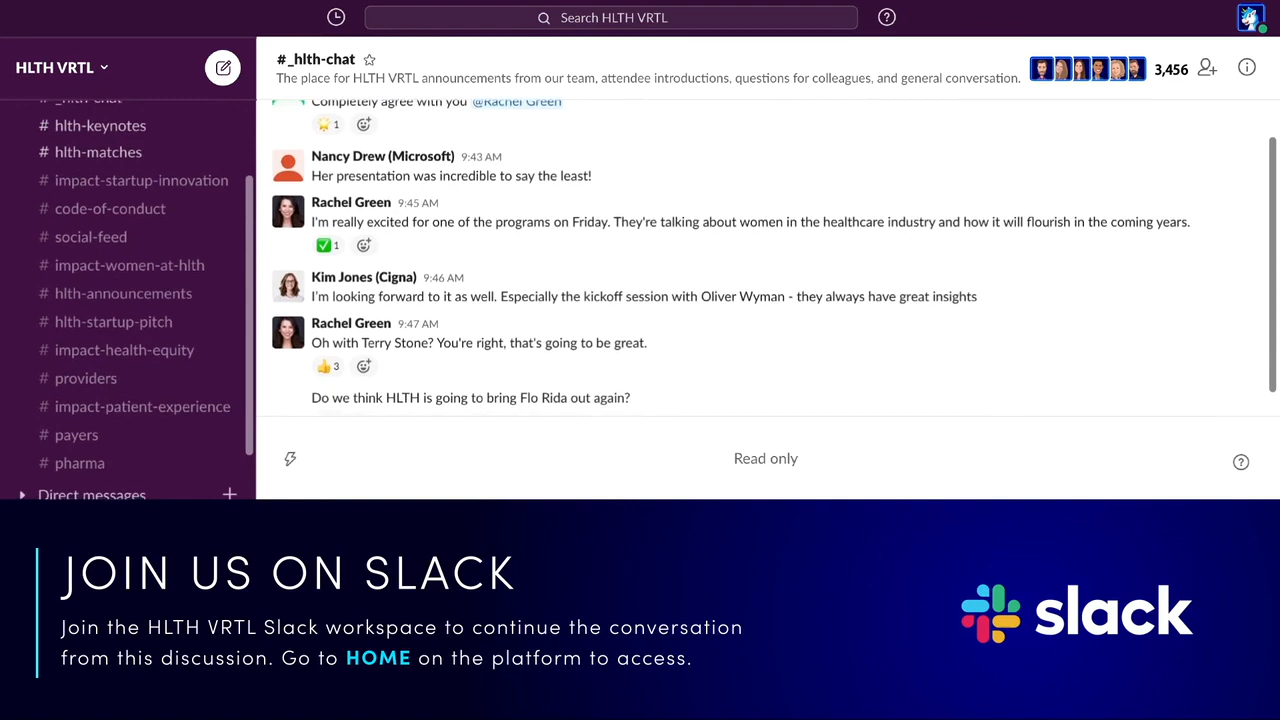 Search HLTH VRTL
HLTH VRTL
#_hlth-chat
The place for HLTH VRTL announcements from our team, attendee introductions, questions for colleagues, and general conversation.
3,456
# _hlth-chat
# hlth-keynotes
# hlth-matches
# impact-startup-innovation
# code-of-conduct
# social-feed
# impact-women-at-hlth
# hlth-announcements
# hlth-startup-pitch
# impact-health-equity
# providers
# impact-patient-experience
# payers
# pharma
Direct messages
Completely agree with you @Rachel Green
1
Nancy Drew (Microsoft) 9:43 AM
Her presentation was incredible to say the least!
Rachel Green 9:45 AM
I'm really excited for one of the programs on Friday. They're talking about women in the healthcare industry and how it will flourish in the coming years.
1
Kim Jones (Cigna) 9:46 AM
I'm looking forward to it as well. Especially the kickoff session with Oliver Wyman - they always have great insights
Rachel Green 9:47 AM
Oh with Terry Stone? You're right, that's going to be great.
3
Do we think HLTH is going to bring Flo Rida out again?
Read only
JOIN US ON SLACK
Join the HLTH VRTL Slack workspace to continue the conversation
from this discussion. Go to HOME on the platform to access.
slack